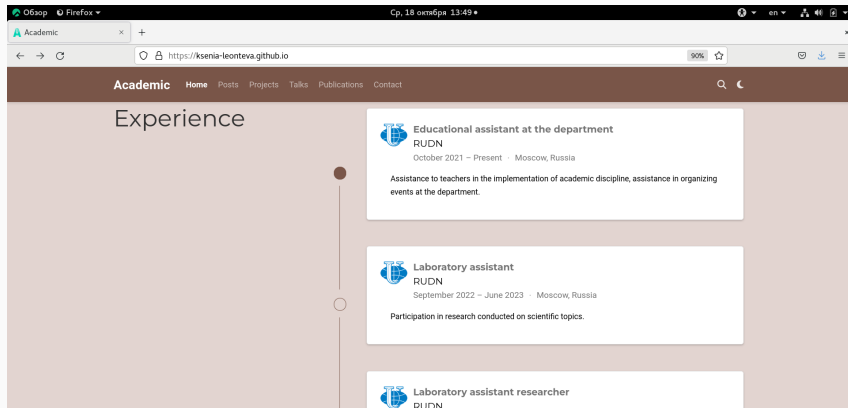 Обзор Firefox Ср, 18 октября 13:49 en
Academic
https://ksenia-leonteva.github.io 90%
Academic Home Posts Projects Talks Publications Contact
Experience
Educational assistant at the department
RUDN
October 2021 – Present · Moscow, Russia
Assistance to teachers in the implementation of academic discipline, assistance in organizing
events at the department.
Laboratory assistant
RUDN
September 2022 – June 2023 · Moscow, Russia
Participation in research conducted on scientific topics.
Laboratory assistant researcher
RUDN